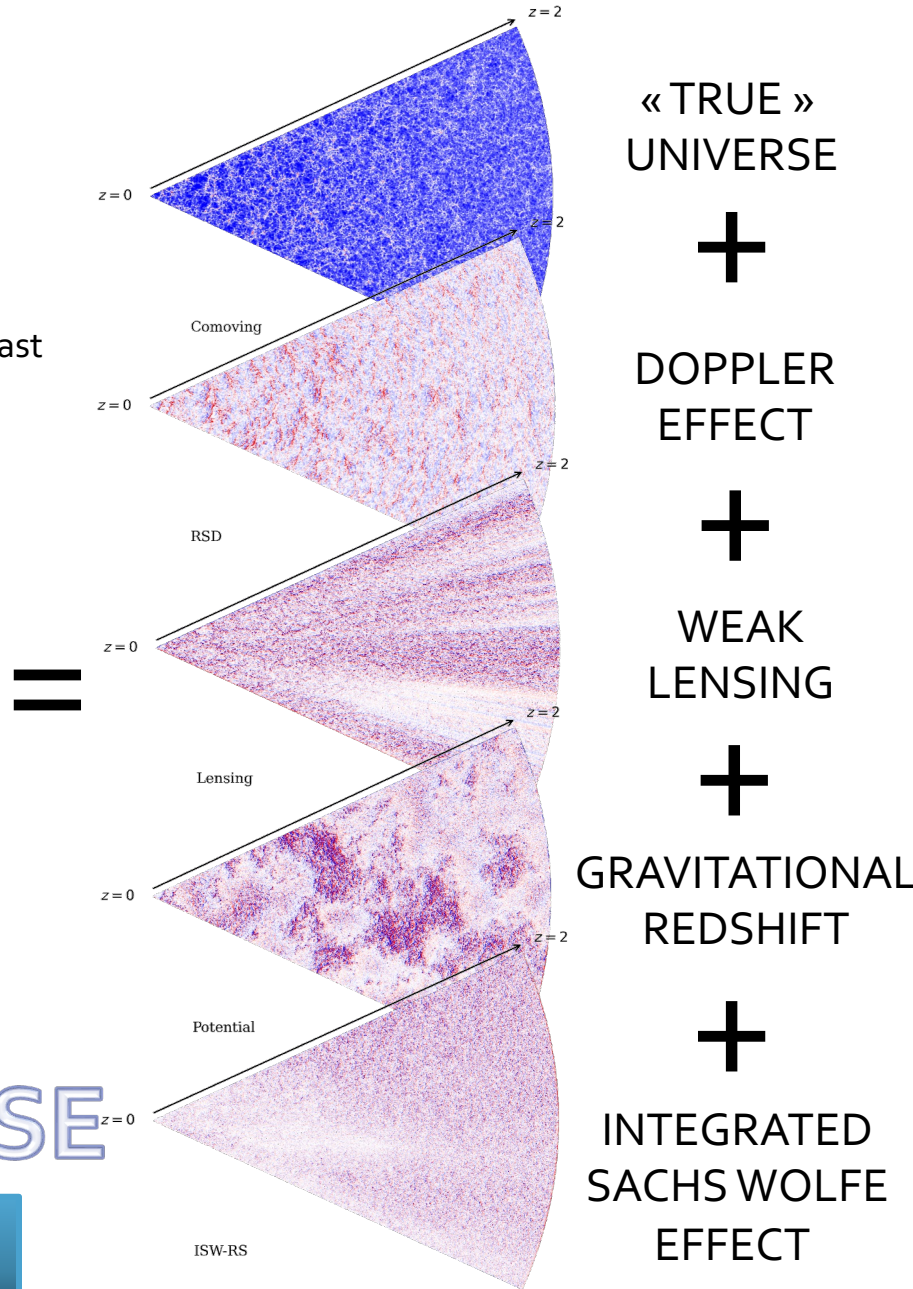 z = 2
« TRUE »
UNIVERSE
z = 0
+
z = 2
Comoving
ast
DOPPLER
EFFECT
z = 0
+
z = 2
RSD
WEAK
LENSING
z = 0
=
z = 2
+
Lensing
GRAVITATIONAL
REDSHIFT
z = 0
z = 2
+
Potential
SE
z = 0
INTEGRATED
SACHS WOLFE
EFFECT
ISW-RS